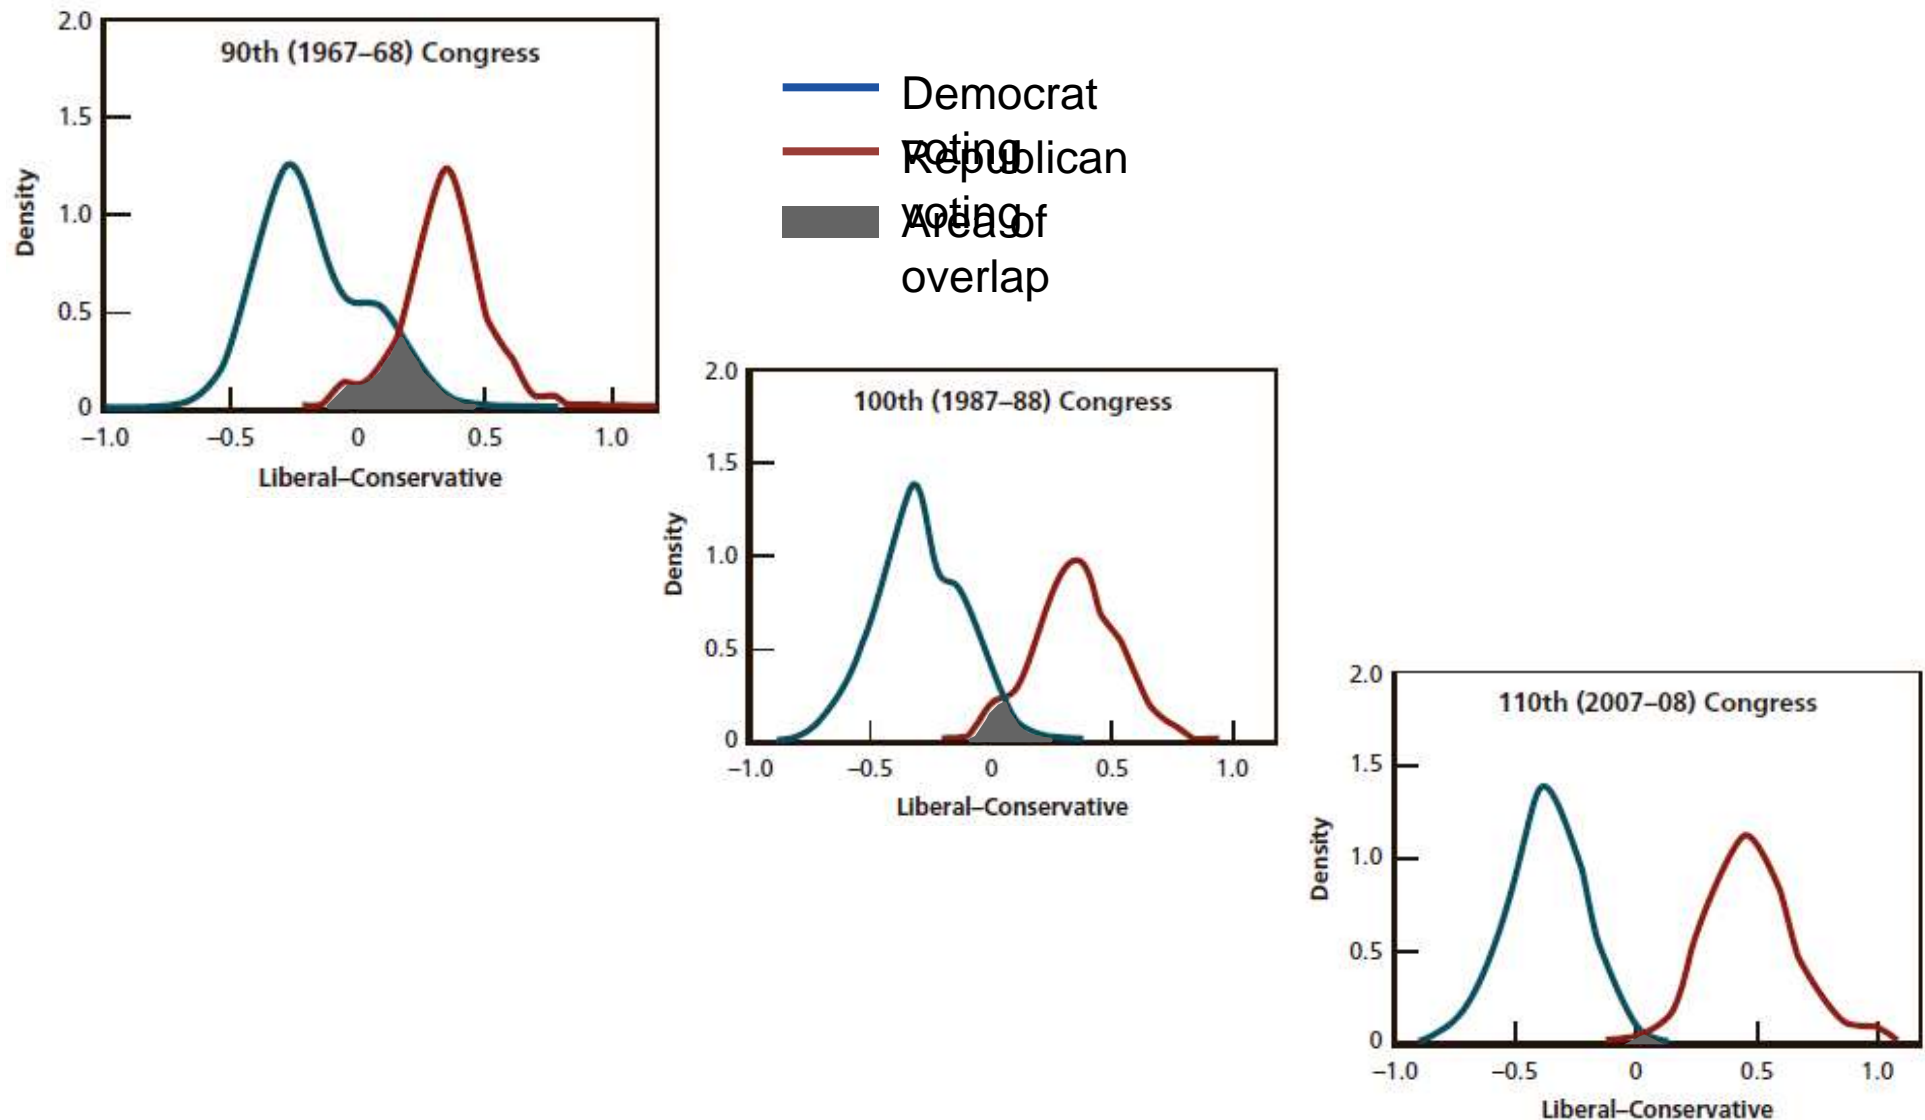 2.0
90th (1967–68) Congress
1.5
1.0
0.5
0
Density
–1.0 –0.5 0 0.5 1.0
Liberal–Conservative
Democrat
voting
Republican
voting
Area of
overlap
2.0
100th (1987–88) Congress
1.5
1.0
0.5
0
Density
–1.0 –0.5 0 0.5 1.0
Liberal–Conservative
2.0
110th (2007–08) Congress
1.5
1.0
0.5
0
Density
–1.0 –0.5 0 0.5 1.0
Liberal–Conservative